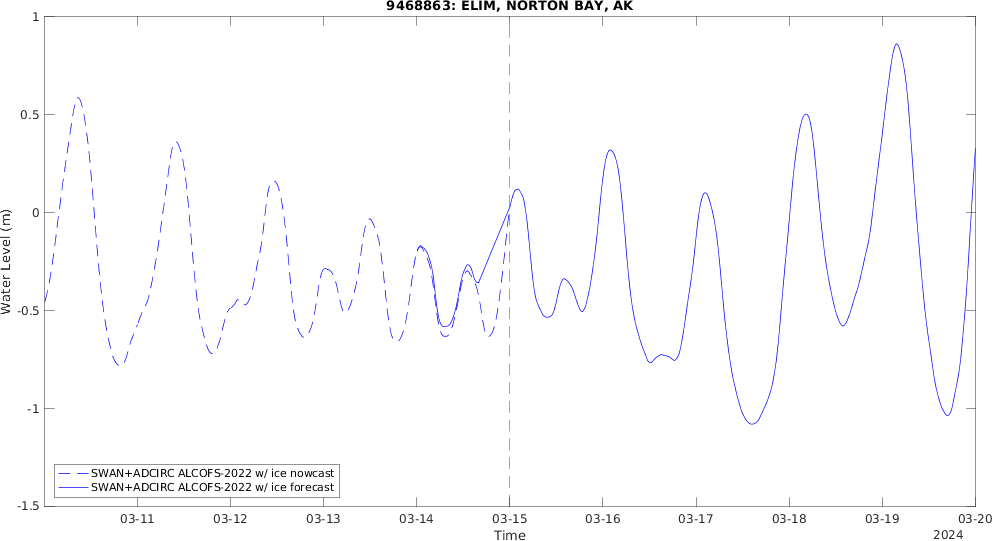 9468863: ELIM, NORTON BAY, AK
Water Level (m)
1
0.5
0
-0.5
-1
-1.5
SWAN+ADCIRC ALCOFS-2022 w/ ice nowcast
SWAN+ADCIRC ALCOFS-2022 w/ ice forecast
03-11 03-12 03-13 03-14 03-15 03-16 03-17 03-18 03-19 03-20
Time
2024